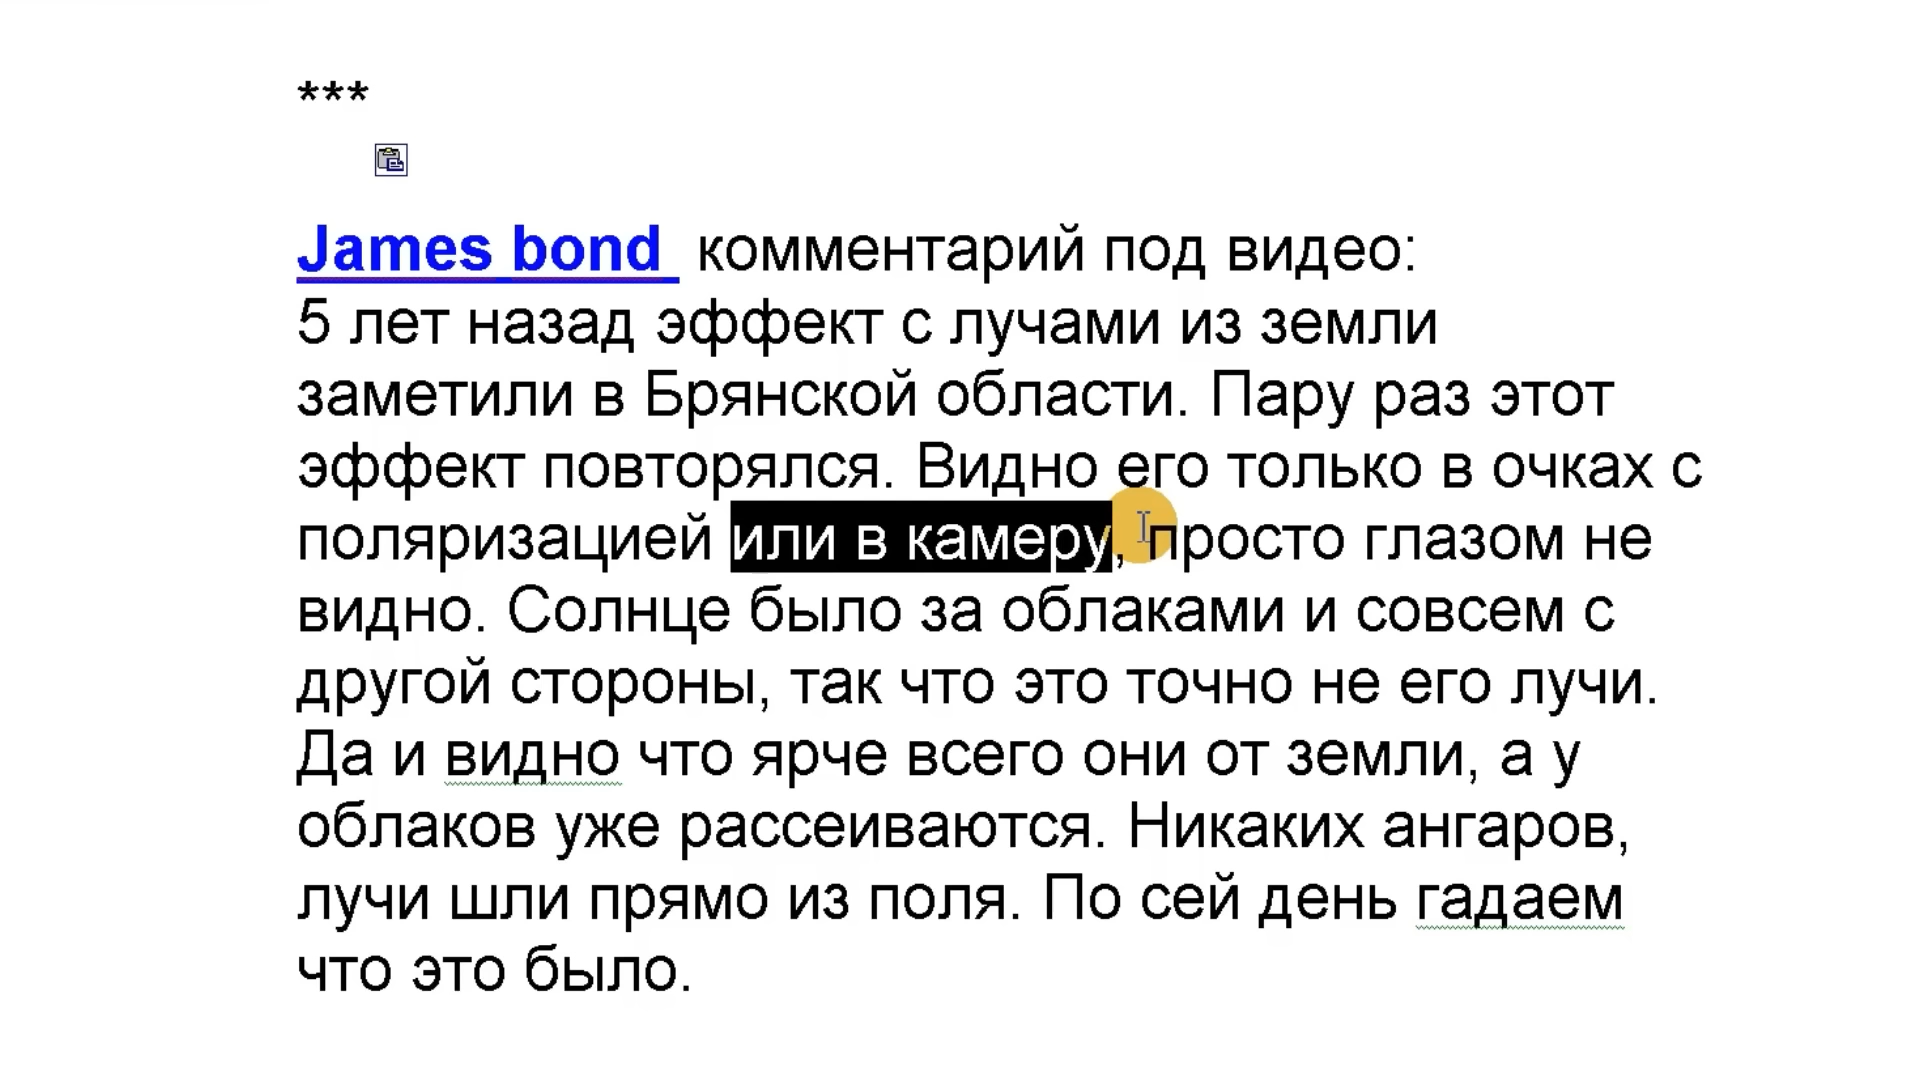 ***
James bond комментарий под видео:
5 лет назад эффект с лучами из земли
заметили в Брянской области. Пару раз этот
эффект повторялся. Видно его только в очках с
поляризацией или в камеру, просто глазом не
видно. Солнце было за облаками и совсем с
другой стороны, так что это точно не его лучи.
Да и видно что ярче всего они от земли, а у
облаков уже рассеиваются. Никаких ангаров,
лучи шли прямо из поля. По сей день гадаем
что это было.